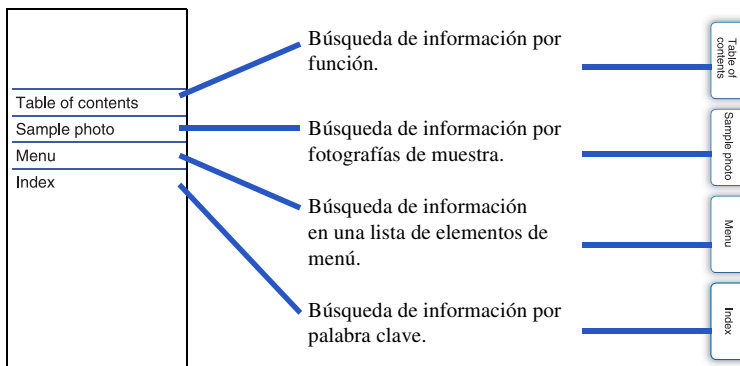 Table of contents
Sample photo
Menu
Index
Búsqueda de información por
función.
Búsqueda de información por
fotografías de muestra.
Búsqueda de información
en una lista de elementos de
menú.
Búsqueda de información por
palabra clave.
Table of
contents
Sample photo
Menu
Index